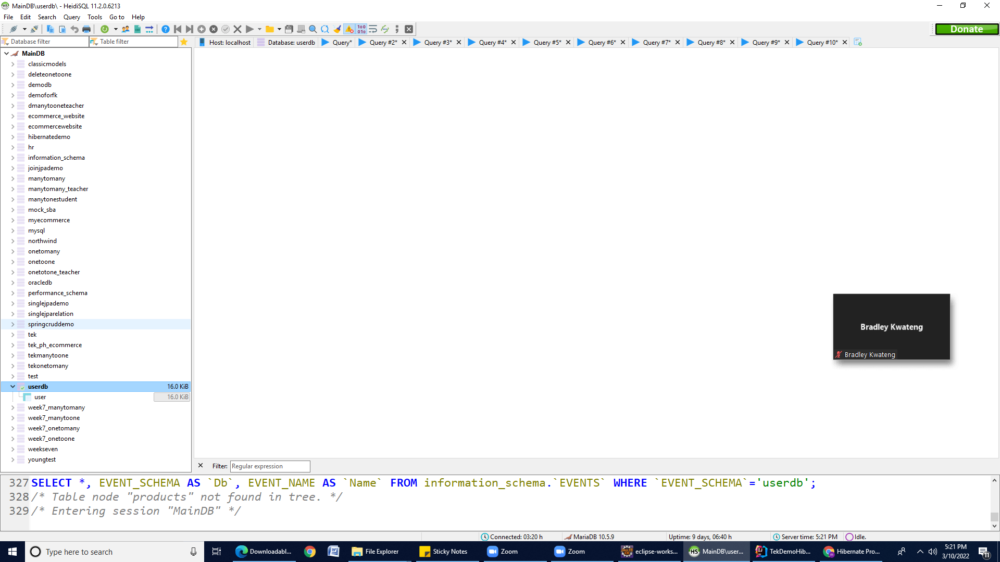 MainDB\userdb\ - HeidiSQL 11.2.0.6213
File Edit Search Query Tools Go to Help
Donate
Database filter Table filter
Host: localhost Database: userdb Query* Query #2* Query #3* Query #4* Query #5* Query #6* Query #7* Query #8* Query #9* Query #10*
MainDB
classicmodels
deleteonetoone
demodb
demoforfk
dmanytooneteacher
ecommerce_website
ecommercewebsite
hibernatedemo
hr
information_schema
joinjpademo
manytomany
manytomany_teacher
manytonestudent
mock_sba
myecommerce
mysql
northwind
onetomany
onetoone
onetotone_teacher
oracledb
performance_schema
singlejpademo
singlejparelation
springcruddemo
tek
tek_ph_ecommerce
tekmanytoone
tekonetomany
test
userdb 16.0 KiB
user 16.0 KiB
week7_manytomany
week7_manytoone
week7_onetomany
week7_onetoone
weekseven
youngtest
Bradley Kwateng
Bradley Kwateng
Filter: Regular expression
327 SELECT *, EVENT_SCHEMA AS `Db`, EVENT_NAME AS `Name` FROM information_schema.`EVENTS` WHERE `EVENT_SCHEMA`='userdb';
328 /* Table node "products" not found in tree. */
329 /* Entering session "MainDB" */
Connected: 03:20 h MariaDB 10.5.9 Uptime: 9 days, 06:40 h Server time: 5:21 PM Idle.
Type here to search Downloadabl... File Explorer Sticky Notes Zoom Zoom eclipse-works... MainDB\user... TekDemoHib... Hibernate Pro... 5:21 PM
3/10/2022 11